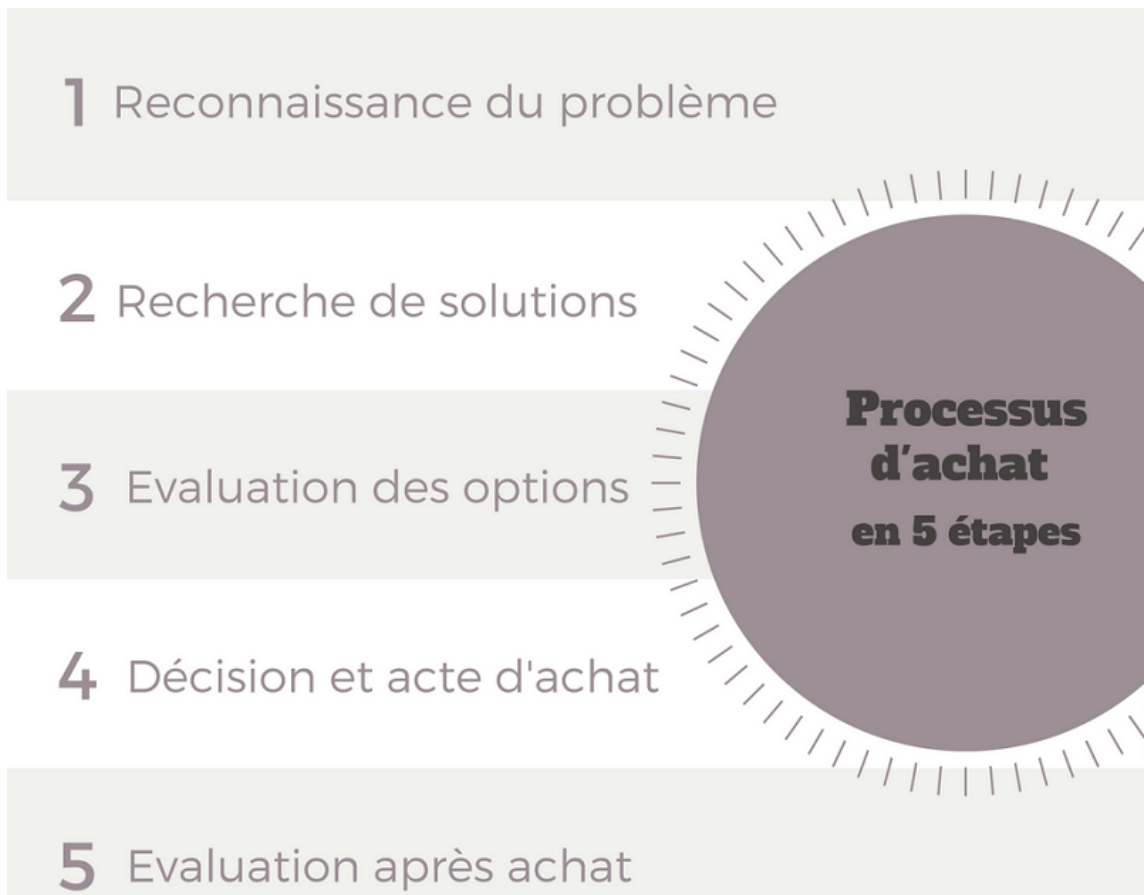 1 Reconnaissance du problème
2 Recherche de solutions
3 Evaluation des options
4 Décision et acte d'achat
5 Evaluation après achat
Processus
d'achat
en 5 étapes